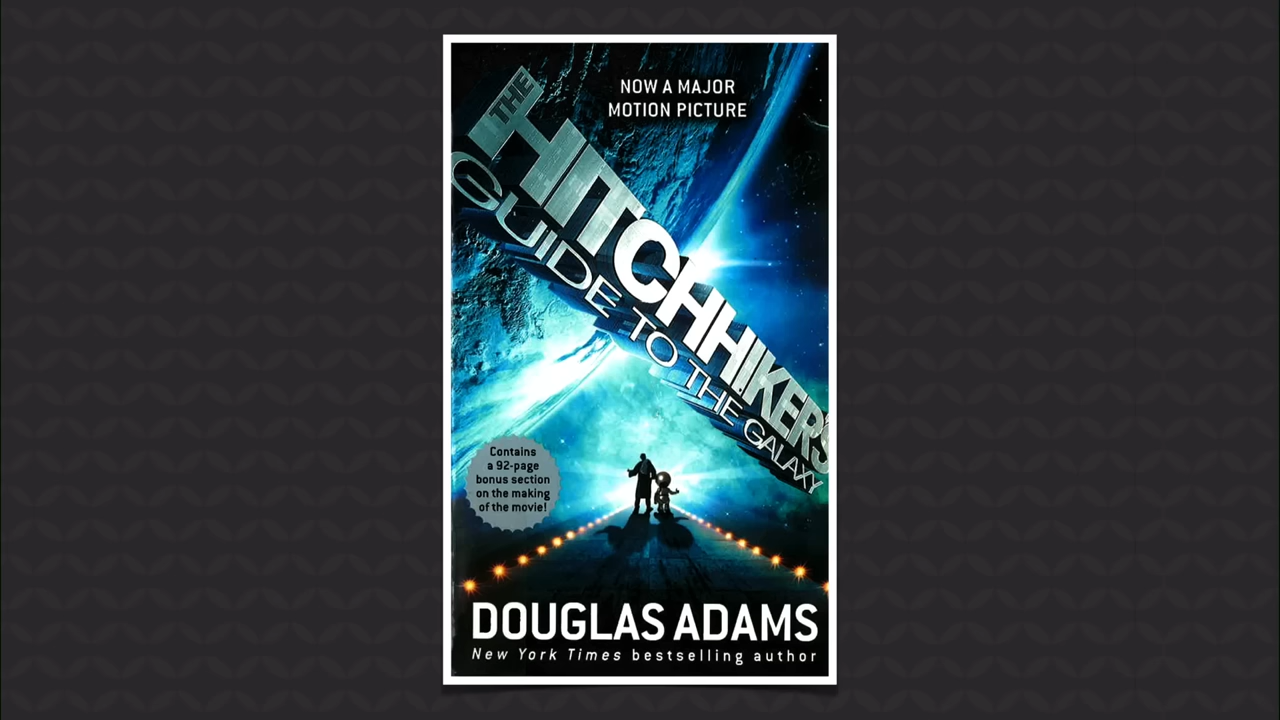 NOW A MAJOR
MOTION PICTURE
THE
HITCHHIKER'S
GUIDE TO THE GALAXY
Contains
a 92-page
bonus section
on the making
of the movie!
DOUGLAS ADAMS
New York Times bestselling author